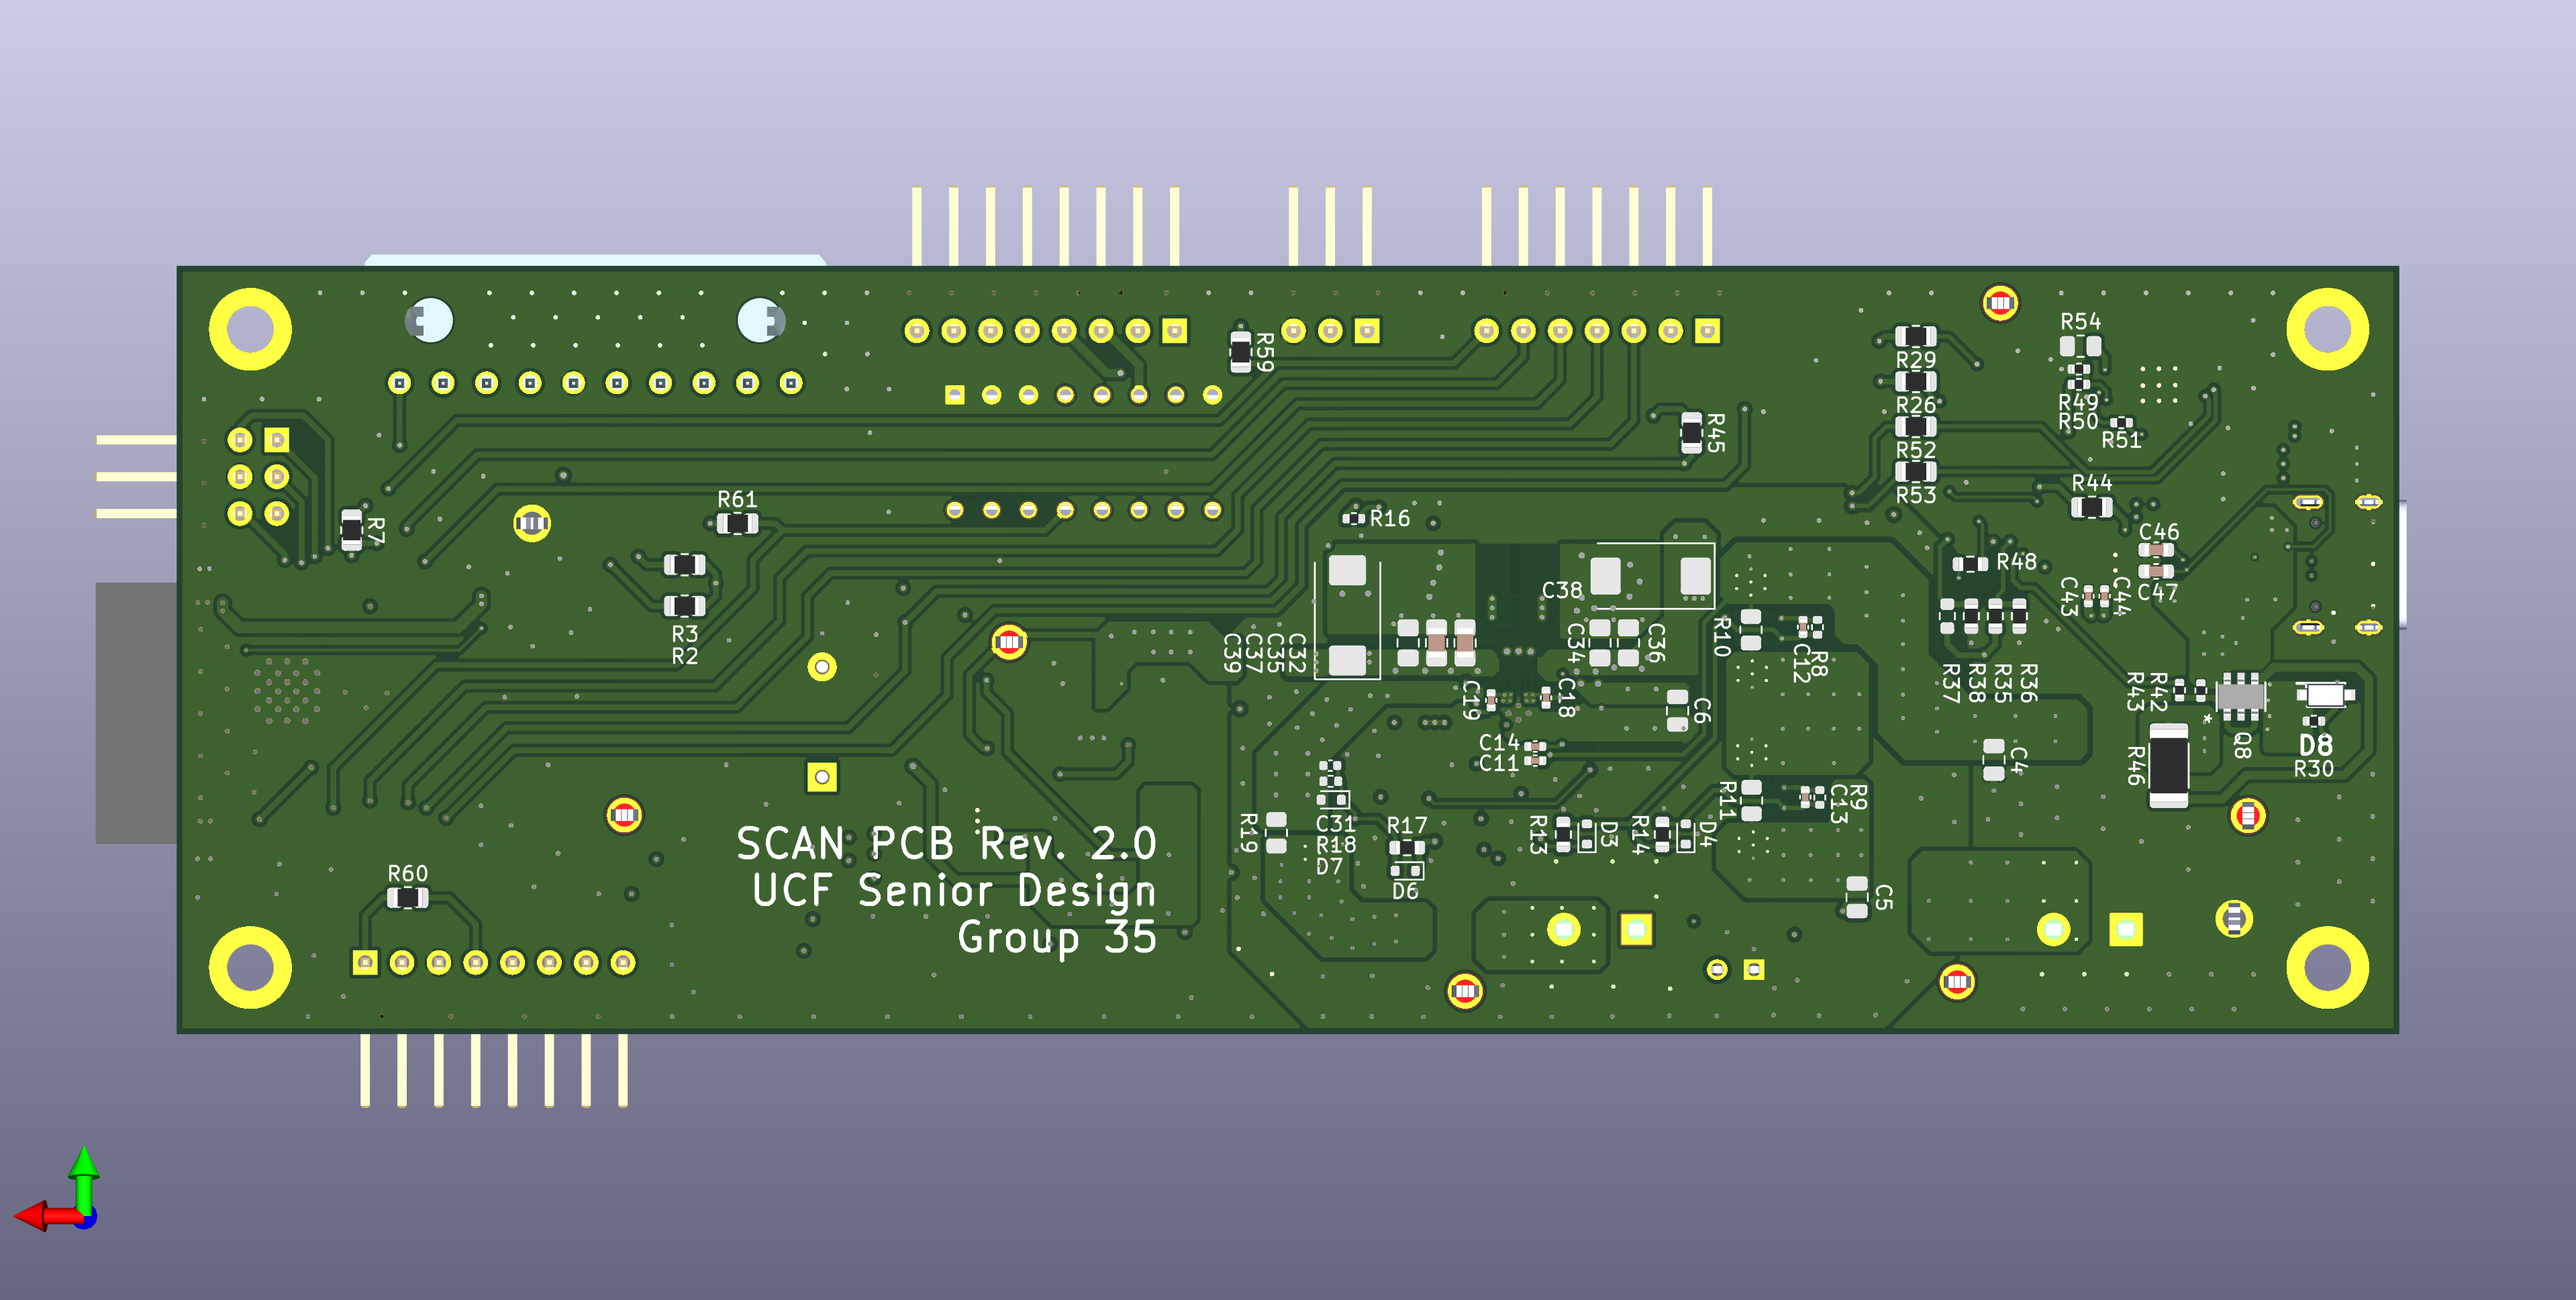 R54
R59
R29
R26
R49
R50
R45
R51
R52
R44
R53
R61
R16
R7
C46
R48
C38
C47
C43
C44
R3
R2
R10
C39
C37
C35
C32
C34
C36
C12
R8
R37
R38
R35
R36
R43
R42
C19
C18
C6
*
C14
C11
Q8
D8
R46
C4
R30
R11
C13
R9
C31
R18
D7
R19
R17
R13
D3
R14
D4
D6
C5
R60
SCAN PCB Rev. 2.0
UCF Senior Design
Group 35